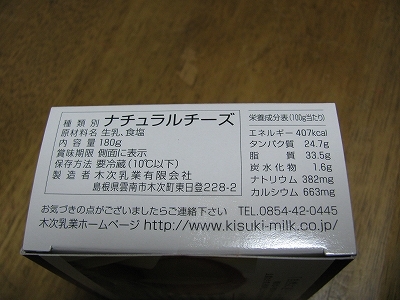 種類別 ナチュラルチーズ
原材料名 生乳、食塩
内容量 180g
賞味期限 側面に表示
保存方法 要冷蔵(10℃以下)
製造者 木次乳業有限会社
島根県雲南市木次町東日登228-2
栄養成分表(100g当たり)
エネルギー 407kcal
タンパク質 24.7g
脂質 33.5g
炭水化物 1.6g
ナトリウム 382mg
カルシウム 663mg
お気づきの点がございましたらご連絡下さい TEL.0854-42-0445
木次乳業ホームページ http://www.kisuki-milk.co.jp/